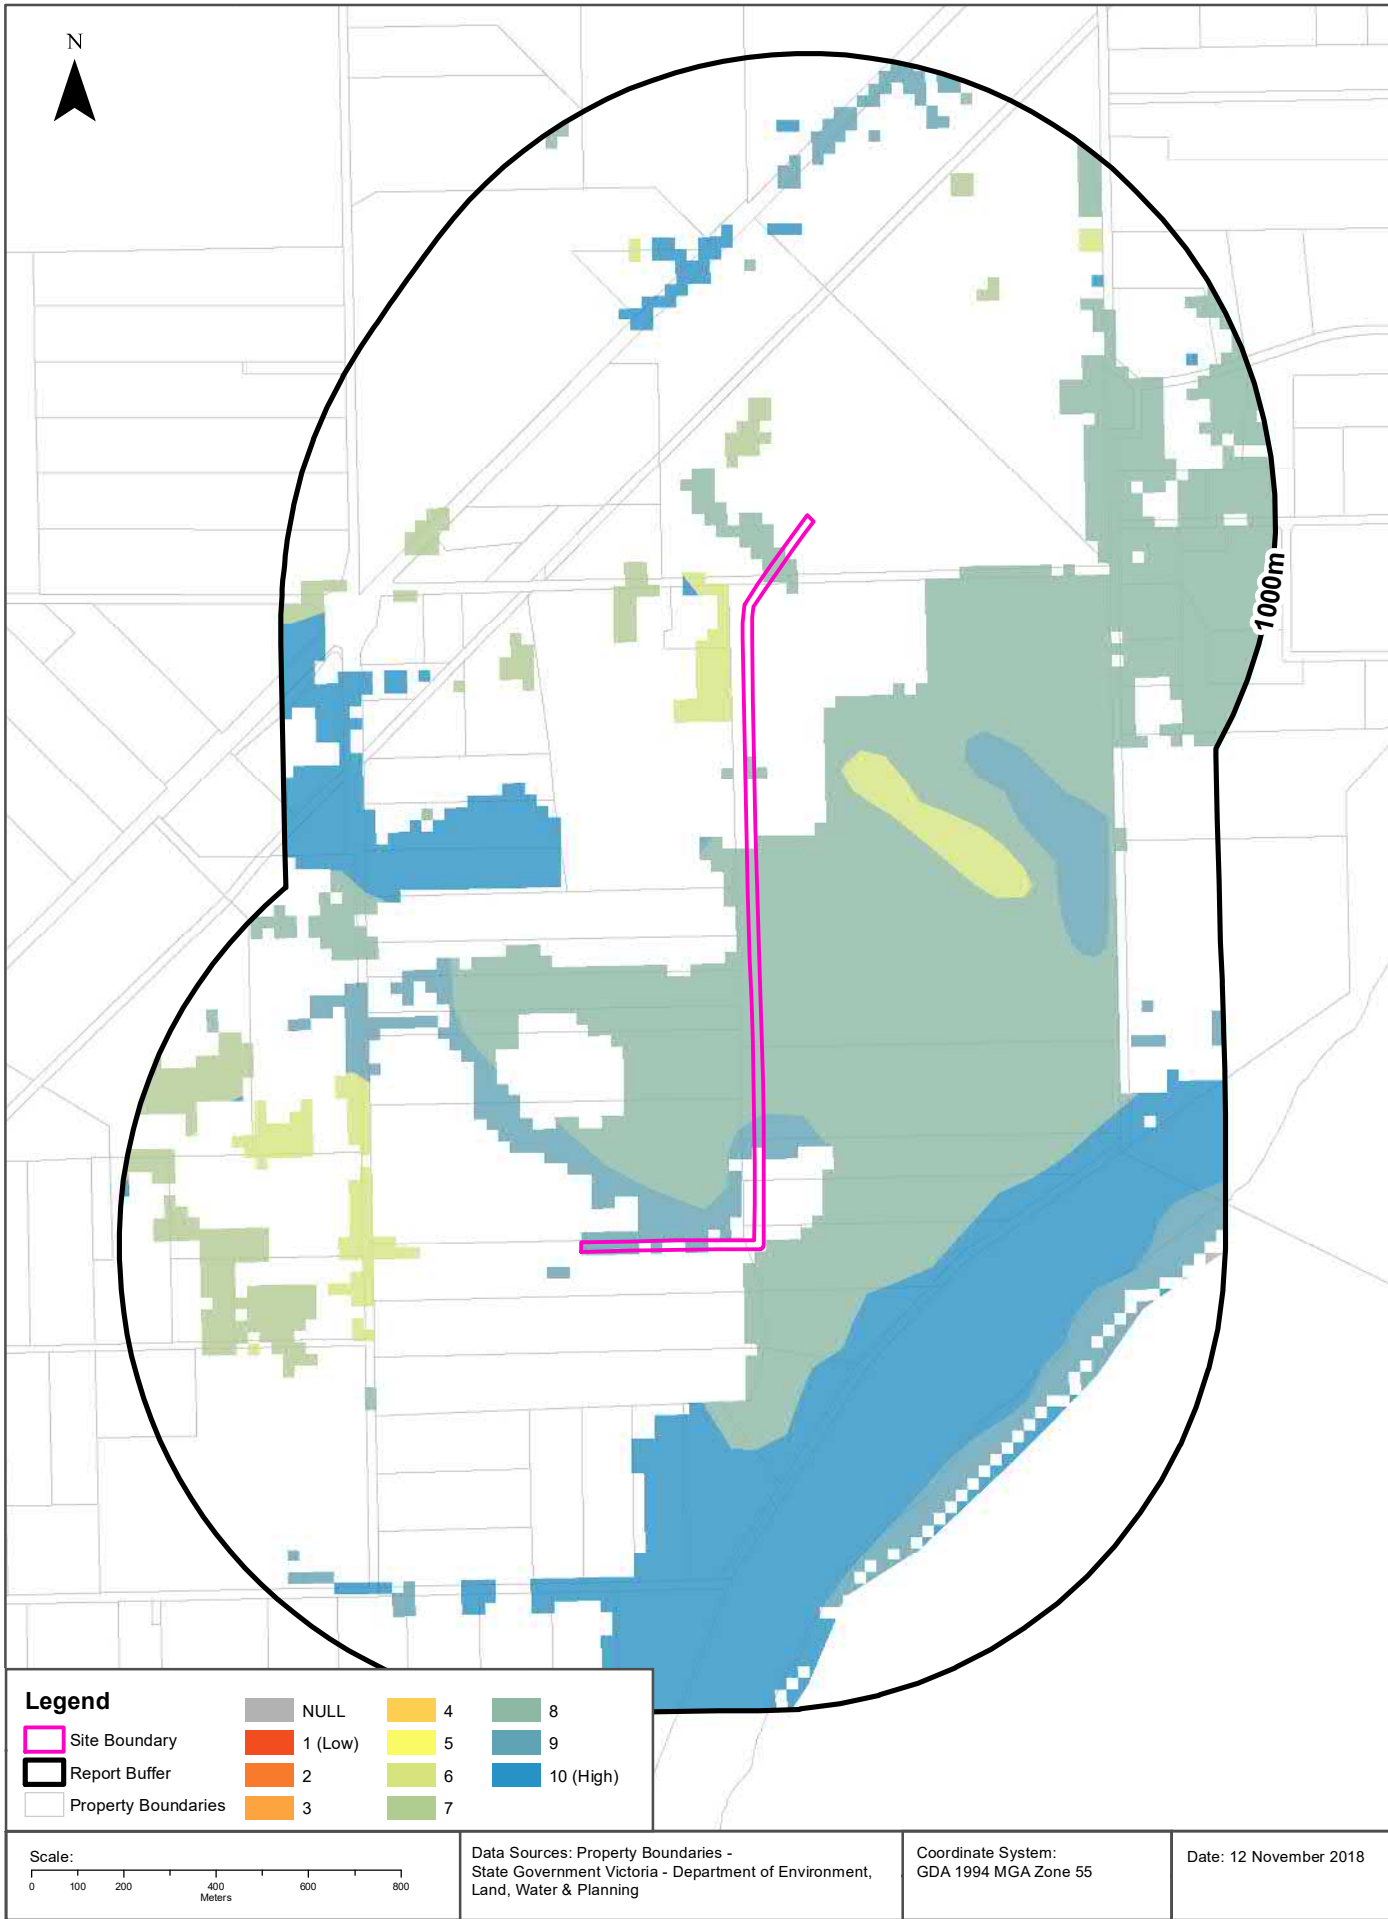 N
1000m
Legend
Site Boundary
Report Buffer
Property Boundaries
NULL
1 (Low)
2
3
4
5
6
7
8
9
10 (High)
Scale:
0 100 200 400 600 800
Meters
Data Sources: Property Boundaries -
State Government Victoria - Department of Environment,
Land, Water & Planning
Coordinate System:
GDA 1994 MGA Zone 55
Date: 12 November 2018